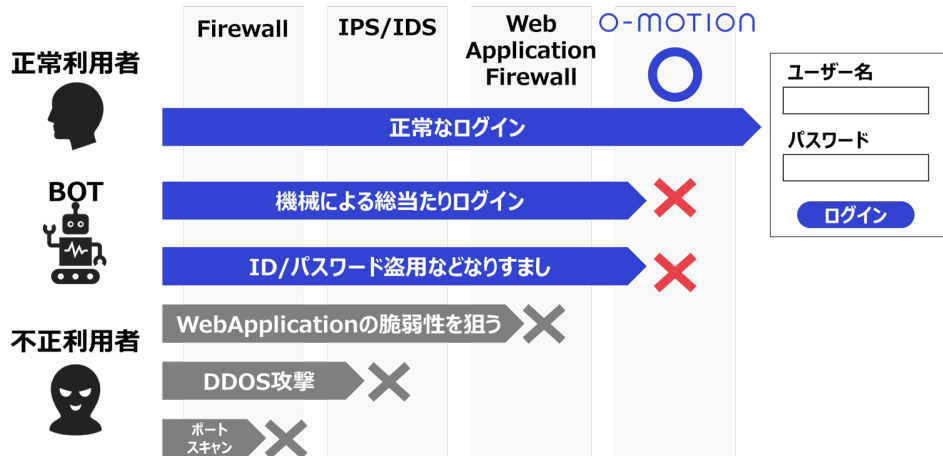 Firewall
IPS/IDS
Web
Application
Firewall
O-MOTION
正常利用者
正常なログイン
ユーザー名
パスワード
ログイン
BOT
機械による総当たりログイン
ID/パスワード盗用などなりすまし
WebApplicationの脆弱性を狙う
不正利用者
DDOS攻撃
ポート
スキャン